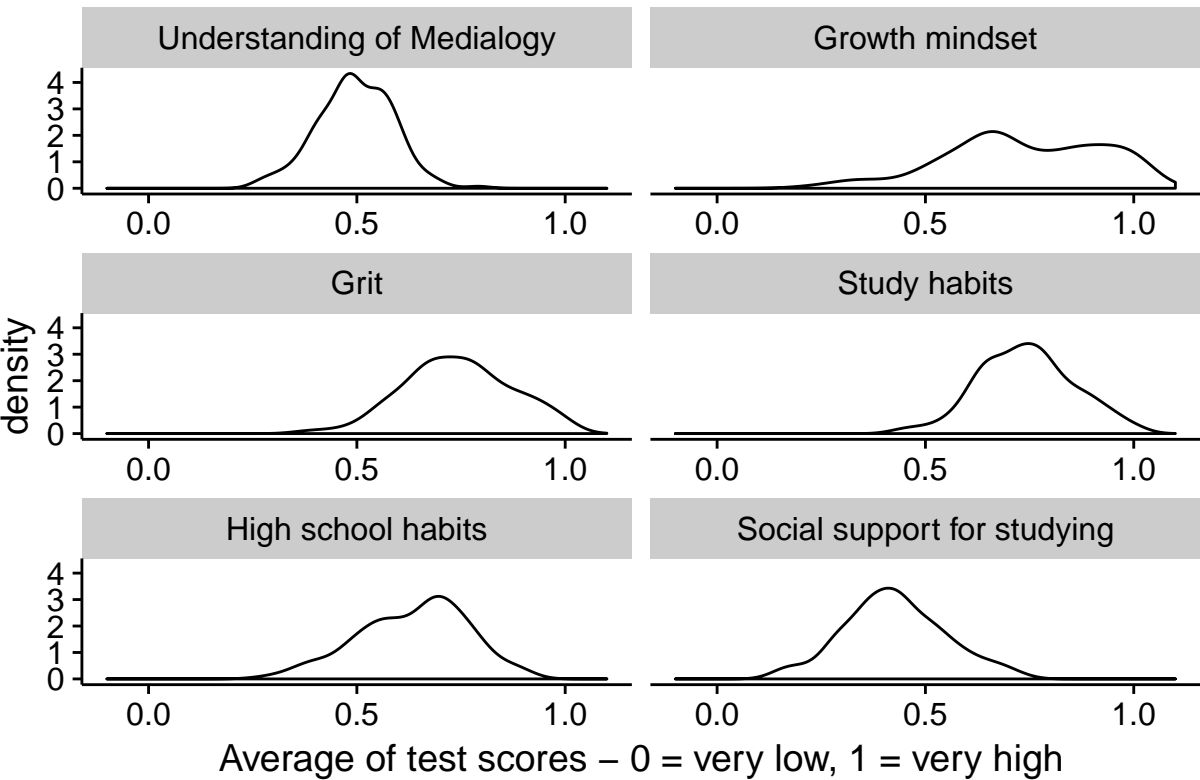 Understanding of Medialogy
Growth mindset
4
3
2
1
0
0.0 0.5 1.0
0.0 0.5 1.0
Grit
Study habits
density
4
3
2
1
0
0.0 0.5 1.0
0.0 0.5 1.0
High school habits
Social support for studying
4
3
2
1
0
0.0 0.5 1.0
0.0 0.5 1.0
Average of test scores – 0 = very low, 1 = very high